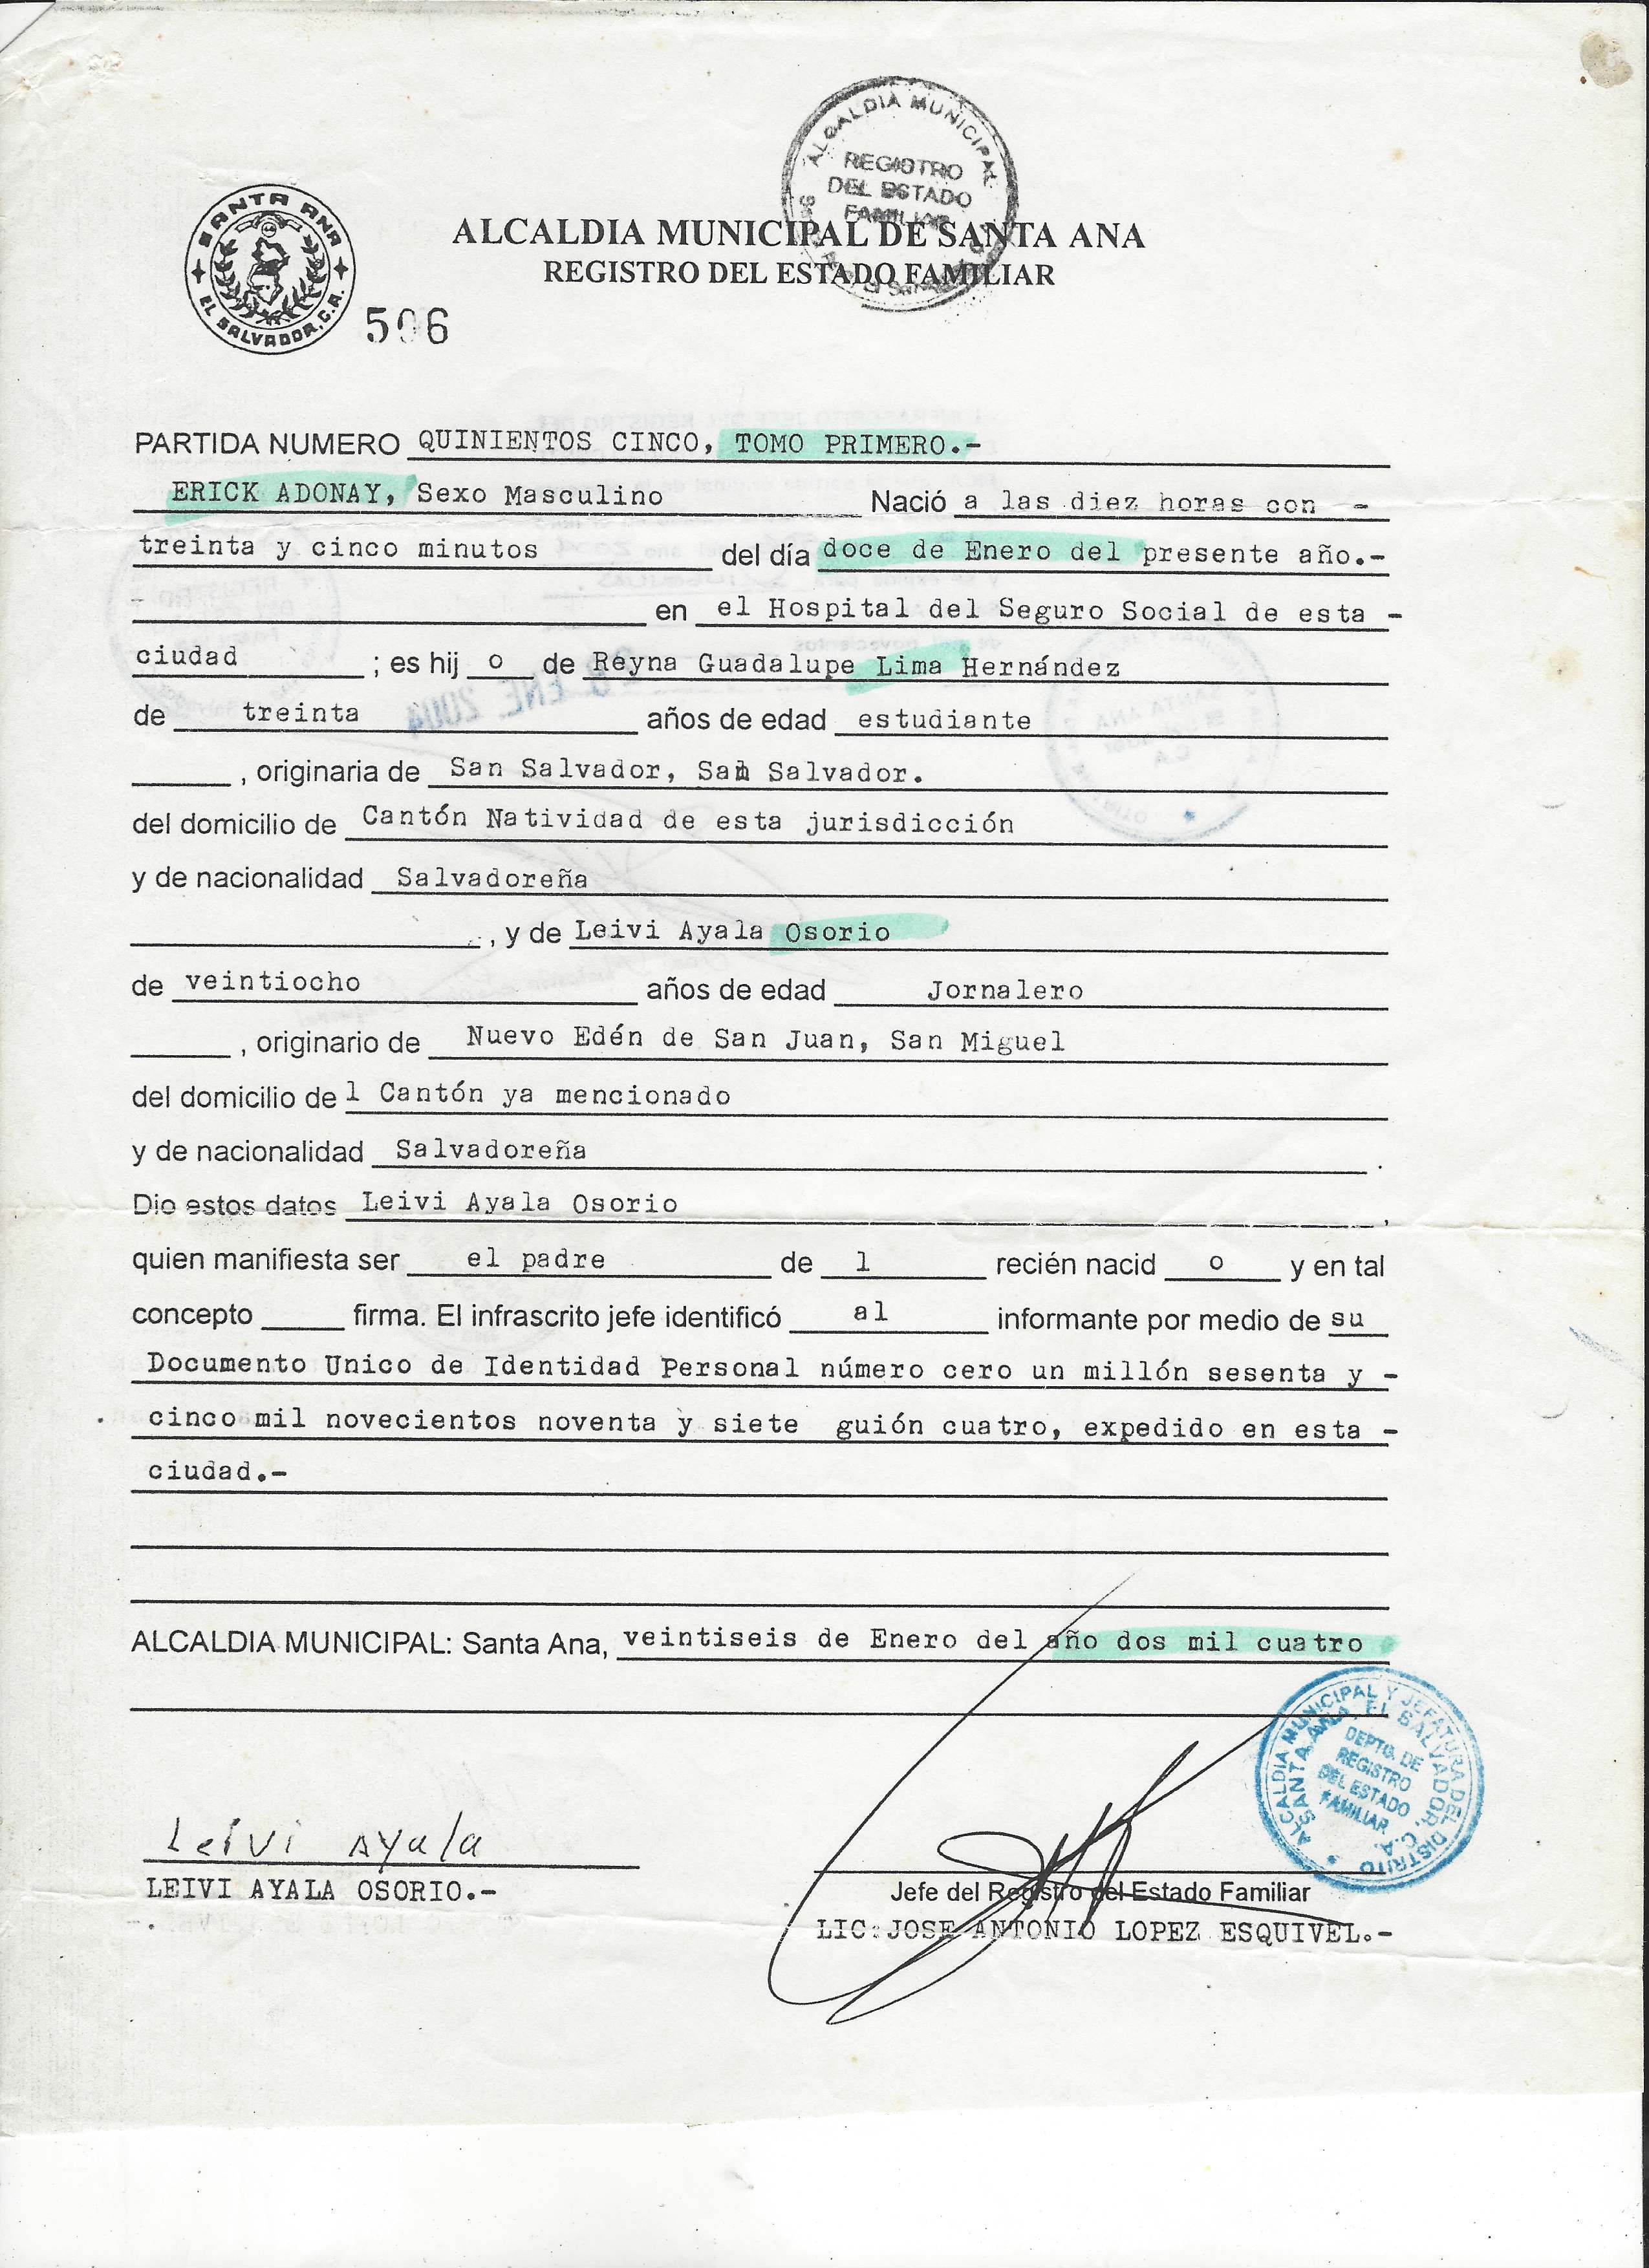 ALCALDIA MUNICIPAL
REGISTRO
DEL ESTADO
FAMILIAR
SANTA ANA
EL SALVADOR, C.A.
ALCALDIA MUNICIPAL DE SANTA ANA
REGISTRO DEL ESTADO FAMILIAR
506
PARTIDA NUMERO QUINIENTOS CINCO, TOMO PRIMERO.-
ERICK ADONAY, Sexo Masculino Nació a las diez horas con -
treinta y cinco minutos del día doce de Enero del presente año.-
- en el Hospital del Seguro Social de esta -
ciudad ; es hij o de Reyna Guadalupe Lima Hernández
de treinta años de edad estudiante
, originaria de San Salvador, San Salvador.
del domicilio de Cantón Natividad de esta jurisdicción
y de nacionalidad Salvadoreña
, y de Leivi Ayala Osorio
de veintiocho años de edad Jornalero
, originario de Nuevo Edén de San Juan, San Miguel
del domicilio de l Cantón ya mencionado
y de nacionalidad Salvadoreña .
Dio estos datos Leivi Ayala Osorio ,
quien manifiesta ser el padre de l recién nacid o y en tal
concepto firma. El infrascrito jefe identificó al informante por medio de su
Documento Unico de Identidad Personal número cero un millón sesenta y -
cinco mil novecientos noventa y siete guión cuatro, expedido en esta -
ciudad.-
ALCALDIA MUNICIPAL: Santa Ana, veintiseis de Enero del año dos mil cuatro
ALCALDIA MUNICIPAL Y JEFATURA DEL DISTRITO
SANTA ANA, EL SALVADOR, C.A.
DEPTO. DE
REGISTRO
DEL ESTADO
FAMILIAR
Leivi Ayala
LEIVI AYALA OSORIO.-
Jefe del Registro del Estado Familiar
LIC. JOSE ANTONIO LOPEZ ESQUIVEL.-